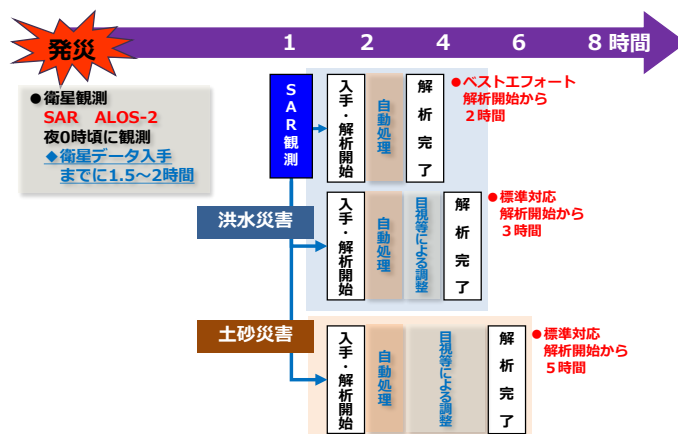 発災
1 2 4 6 8 時間
●衛星観測
SAR ALOS-2
夜0時頃に観測
◆衛星データ入手
までに1.5～2時間
SAR観測
入手・解析開始
自動処理
解析完了
●ベストエフォート
解析開始から
２時間
洪水災害
入手・解析開始
自動処理
目視等による調整
解析完了
●標準対応
解析開始から
３時間
土砂災害
入手・解析開始
自動処理
目視等による調整
解析完了
●標準対応
解析開始から
５時間